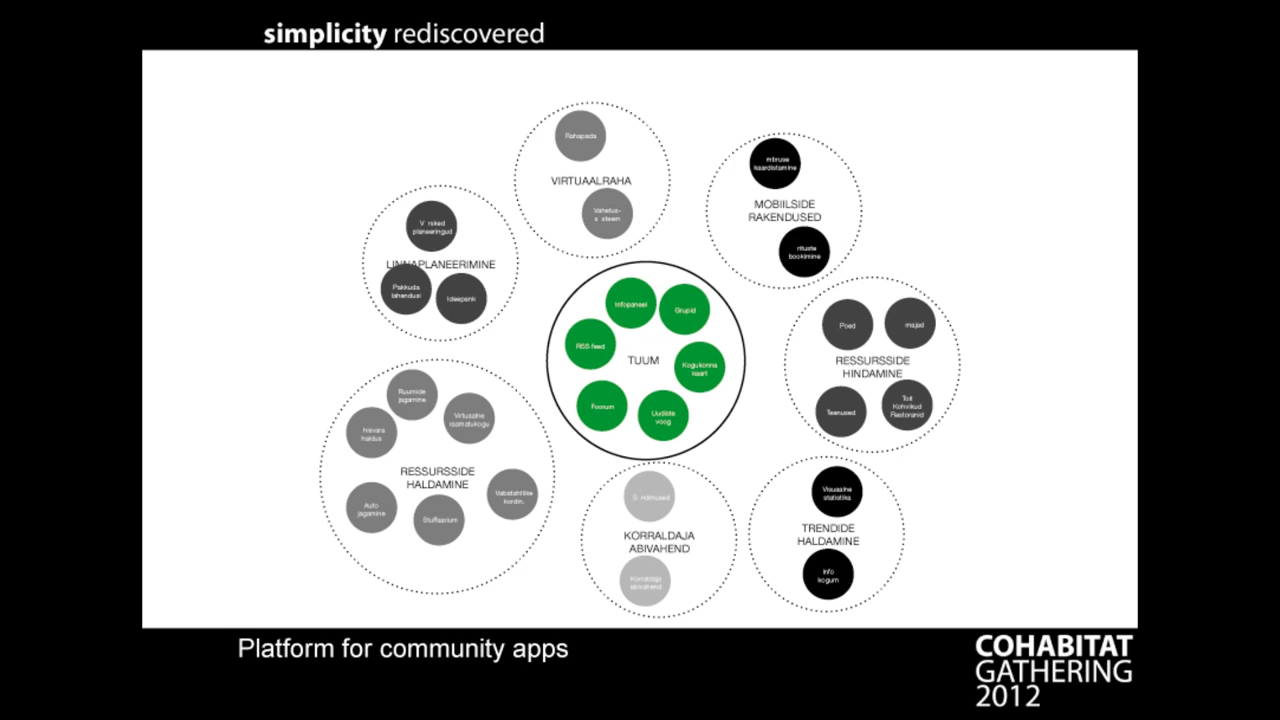 simplicity rediscovered
Rahapada
VIRTUAALRAHA
Vahetus-
s steem
mbruse
kaardistamine
MOBIILSIDE
RAKENDUSED
rituste
bookimine
V rsked
planeeringud
LINNAPLANEERIMINE
Pakkuda
lahendusi
Ideepank
Infopaneel
Grupid
RSS feed
TUUM
Kogukonna
kaart
Foorum
Uudiste
voog
Poed
majad
RESSURSSIDE
HINDAMINE
Teenused
Toit
Kohvikud
Restoranid
Ruumide
jagamine
Virtuaalne
raamatukogu
haldus
RESSURSSIDE
HALDAMINE
Auto
jagamine
Stuffaarium
Vabatahtlike
kordin.
S ndmused
KORRALDAJA
ABIVAHEND
Korraldaja
abivahend
Visuaalne
statistika
TRENDIDE
HALDAMINE
Info
kogum
Platform for community apps
COHABITAT
GATHERING
2012